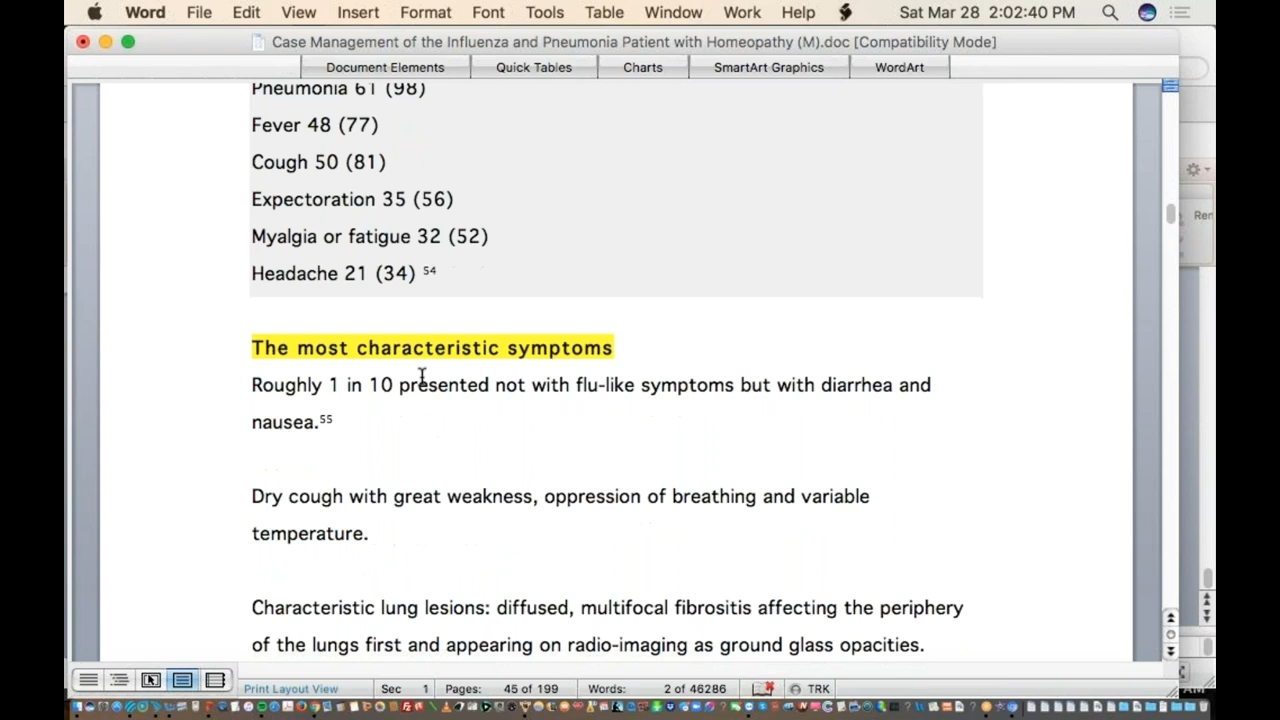 Word File Edit View Insert Format Font Tools Table Window Work Help Sat Mar 28 2:02:40 PM
Case Management of the Influenza and Pneumonia Patient with Homeopathy (M).doc [Compatibility Mode]
Document Elements Quick Tables Charts SmartArt Graphics WordArt
Pneumonia 61 (98)
Fever 48 (77)
Cough 50 (81)
Expectoration 35 (56)
Myalgia or fatigue 32 (52)
Headache 21 (34) 54
The most characteristic symptoms
Roughly 1 in 10 presented not with flu-like symptoms but with diarrhea and
nausea.55
Dry cough with great weakness, oppression of breathing and variable
temperature.
Characteristic lung lesions: diffused, multifocal fibrositis affecting the periphery
of the lungs first and appearing on radio-imaging as ground glass opacities.
Print Layout View Sec 1 Pages: 45 of 199 Words: 2 of 46286 TRK